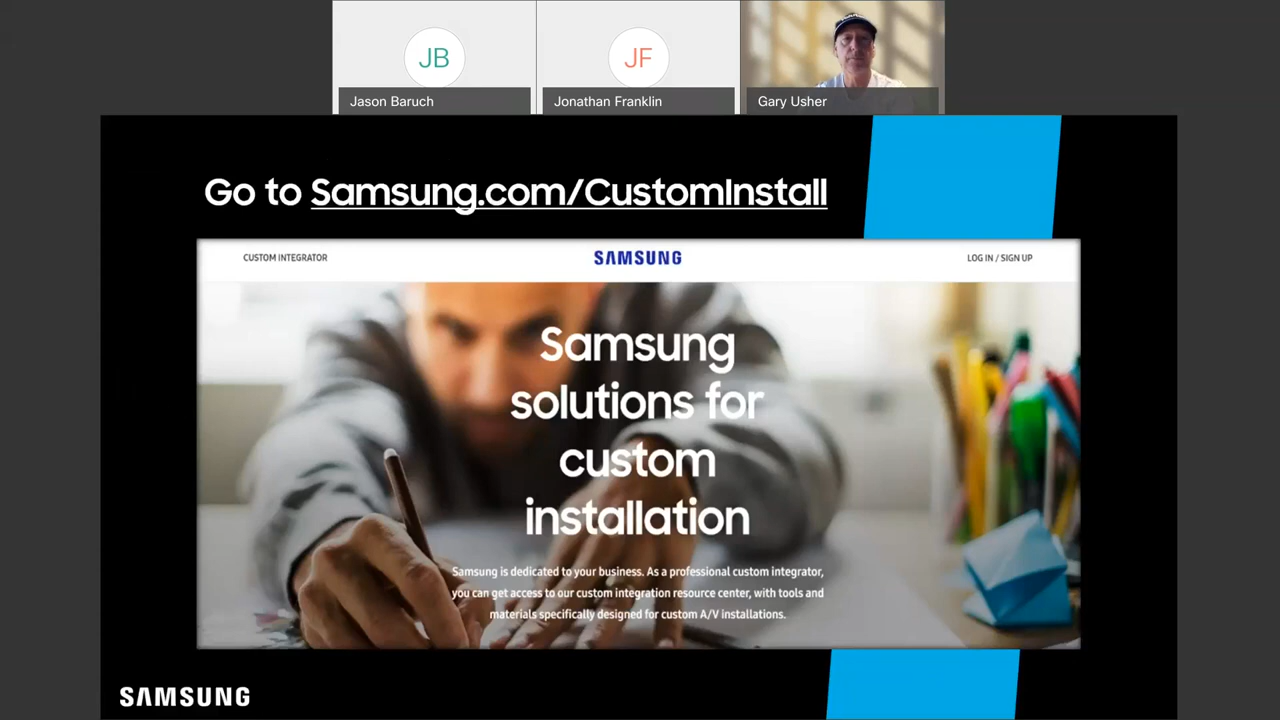 JB
JF
Jason Baruch
Jonathan Franklin
Gary Usher
Go to Samsung.com/CustomInstall
CUSTOM INTEGRATOR
SAMSUNG
LOG IN / SIGN UP
Samsung
solutions for
custom
installation
Samsung is dedicated to your business. As a professional custom integrator,
you can get access to our custom integration resource center, with tools and
materials specifically designed for custom A/V installations.
SAMSUNG